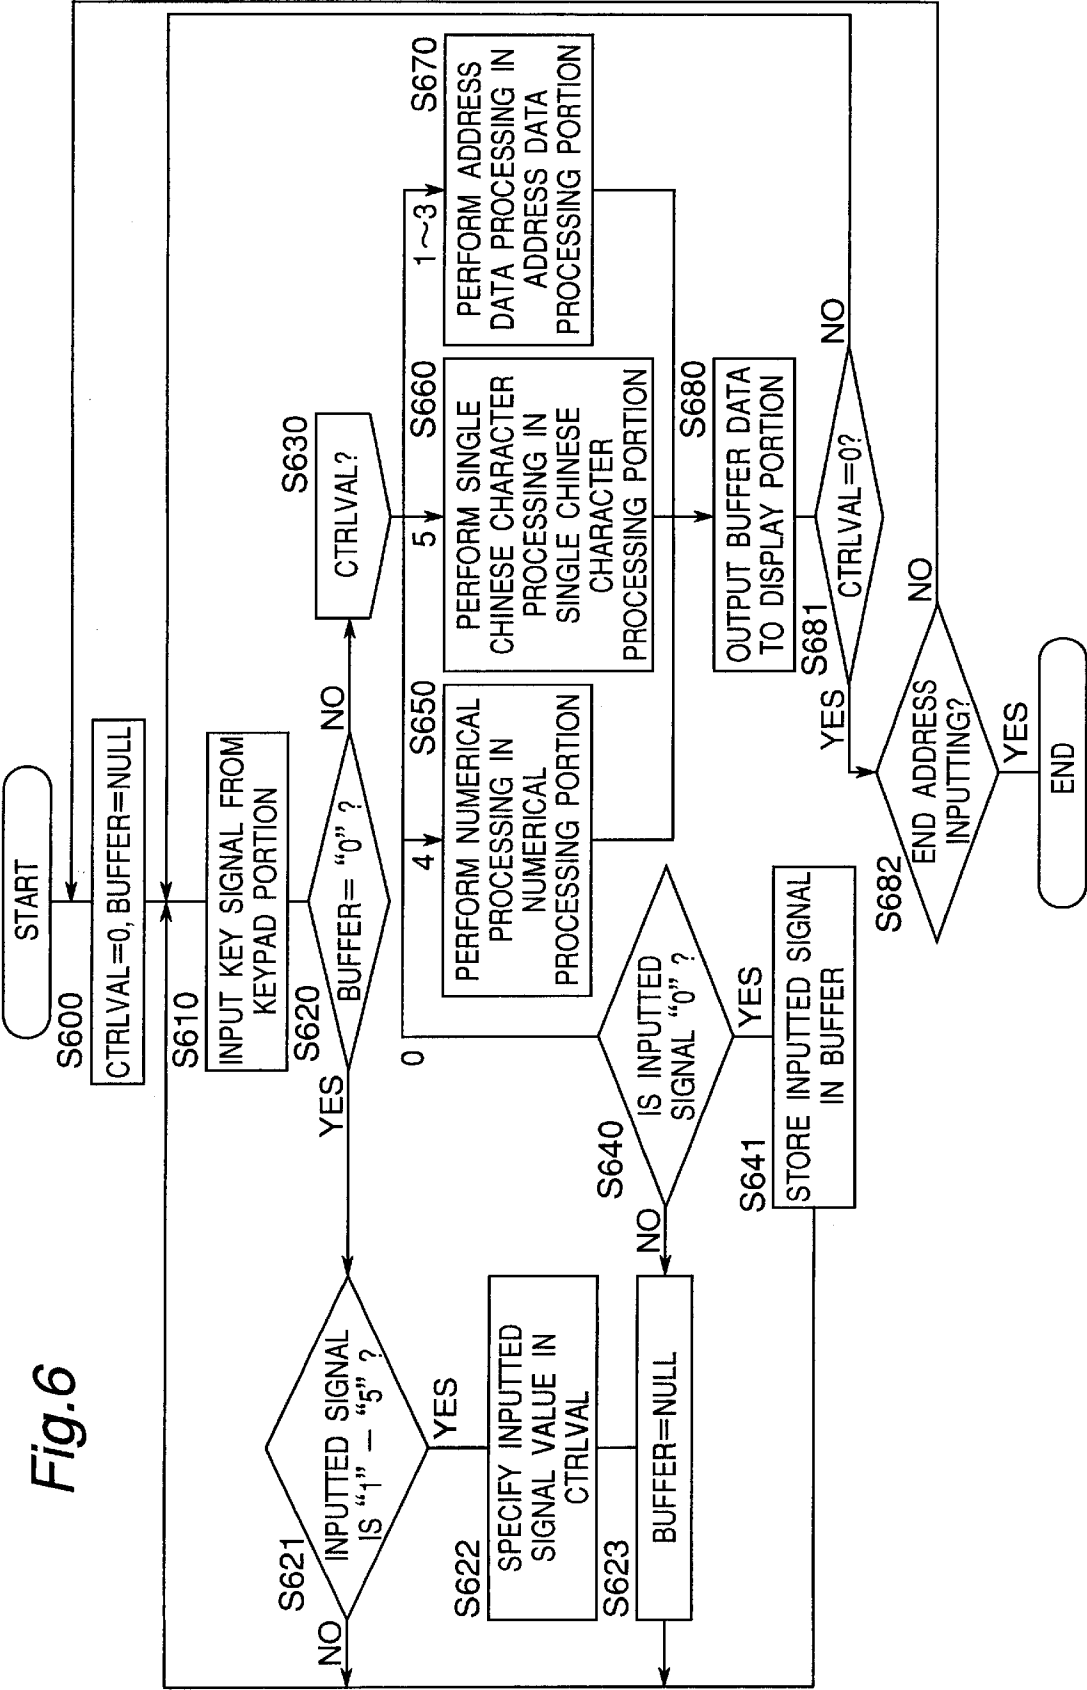 Fig.6
START
S600
CTRLVAL=0, BUFFER=NULL
S610
INPUT KEY SIGNAL FROM
KEYPAD PORTION
S620
BUFFER= “0” ?
YES
NO
S621
INPUTTED SIGNAL
IS “1” – “5” ?
NO
YES
S622
SPECIFY INPUTTED
SIGNAL VALUE IN
CTRLVAL
S623
BUFFER=NULL
S630
CTRLVAL?
0
4
5
1~3
S640
IS INPUTTED
SIGNAL “0” ?
NO
YES
S641
STORE INPUTTED SIGNAL
IN BUFFER
S650
PERFORM NUMERICAL
PROCESSING IN
NUMERICAL
PROCESSING PORTION
S660
PERFORM SINGLE
CHINESE CHARACTER
PROCESSING IN
SINGLE CHINESE
CHARACTER
PROCESSING PORTION
S670
PERFORM ADDRESS
DATA PROCESSING IN
ADDRESS DATA
PROCESSING PORTION
S680
OUTPUT BUFFER DATA
TO DISPLAY PORTION
S681
CTRLVAL=0?
YES
NO
S682
END ADDRESS
INPUTTING?
NO
YES
END